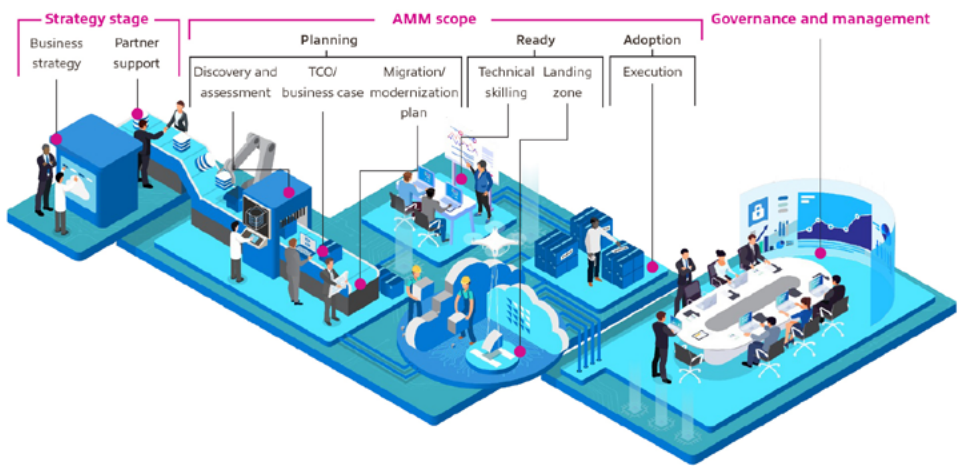 Strategy stage
AMM scope
Governance and management
Business
strategy
Partner
support
Planning
Ready
Adoption
Discovery and
assessment
TCO/
business case
Migration/
modernization
plan
Technical
skilling
Landing
zone
Execution